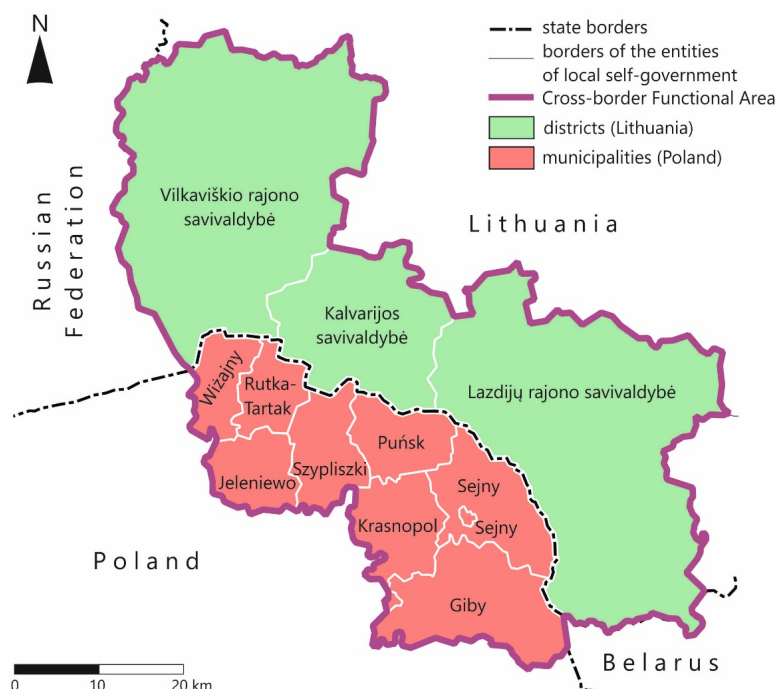 N
state borders
borders of the entities
of local self-government
Cross-border Functional Area
districts (Lithuania)
municipalities (Poland)
Russian
Federation
Vilkaviškio rajono
savivaldybė
Lithuania
Kalvarijos
savivaldybė
Lazdijų rajono savivaldybė
Wiżajny
Rutka-
Tartak
Jeleniewo
Szypliszki
Puńsk
Sejny
Krasnopol
Sejny
Giby
Poland
Belarus
0 10 20 km